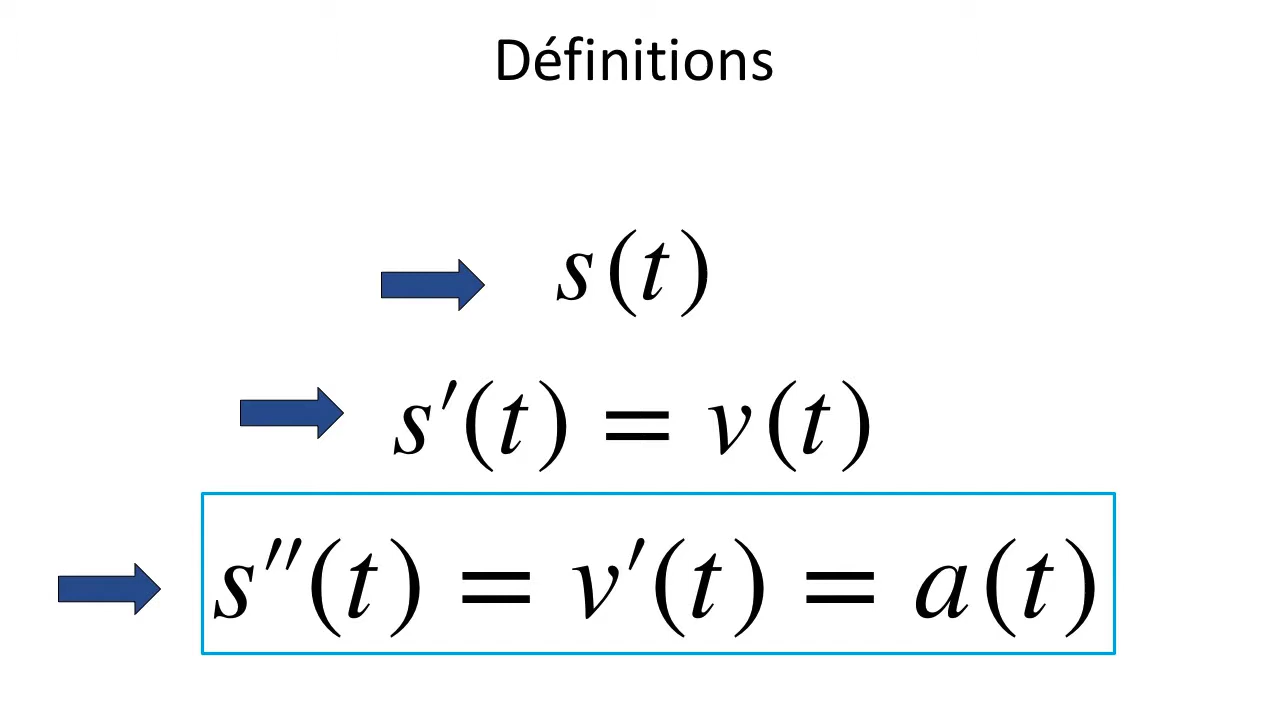 Définitions
s(t)
s′(t) = v(t)
s″(t) = v′(t) = a(t)